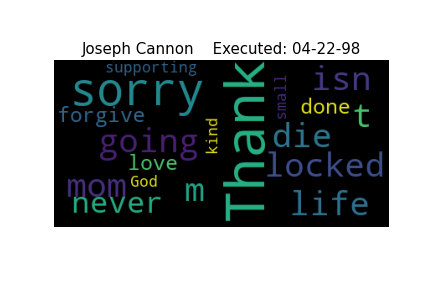 Joseph Cannon Executed: 04-22-98
supporting
sorry
forgive
going
kind
love
God
mom
m
never
Thank
small
isn
done
t
die
locked
life